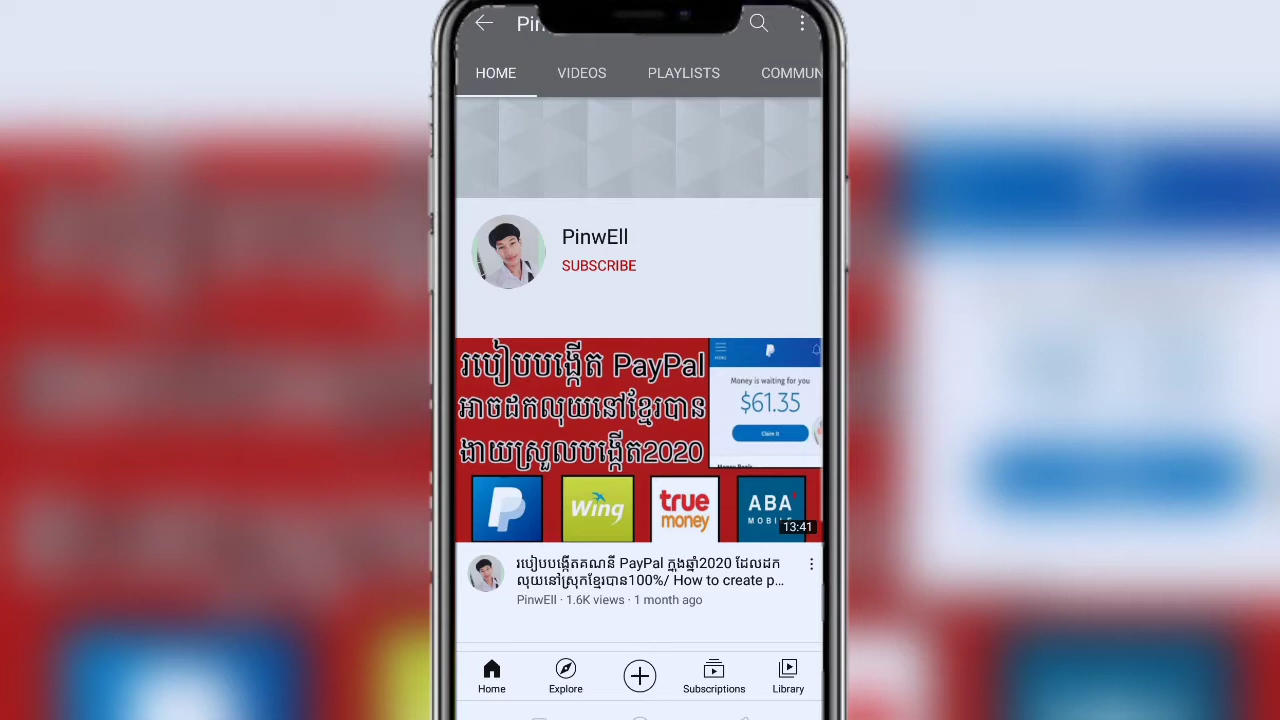 Pin
HOME VIDEOS PLAYLISTS COMMUN
PinwEll
SUBSCRIBE
របៀបបង្កើត PayPal
អាចដកលុយនៅខ្មែរបាន
ងាយស្រួលបង្កើត2020
MENU
Money is waiting for you
$61.35
Claim it
Wing
true
money
ABA'
MOBILE
13:41
របៀបបង្កើតគណនី PayPal ក្នុងឆ្នាំ2020 ដែលដក
លុយនៅស្រុកខ្មែរបាន100%/ How to create p...
PinwEll · 1.6K views · 1 month ago
Home Explore Subscriptions Library